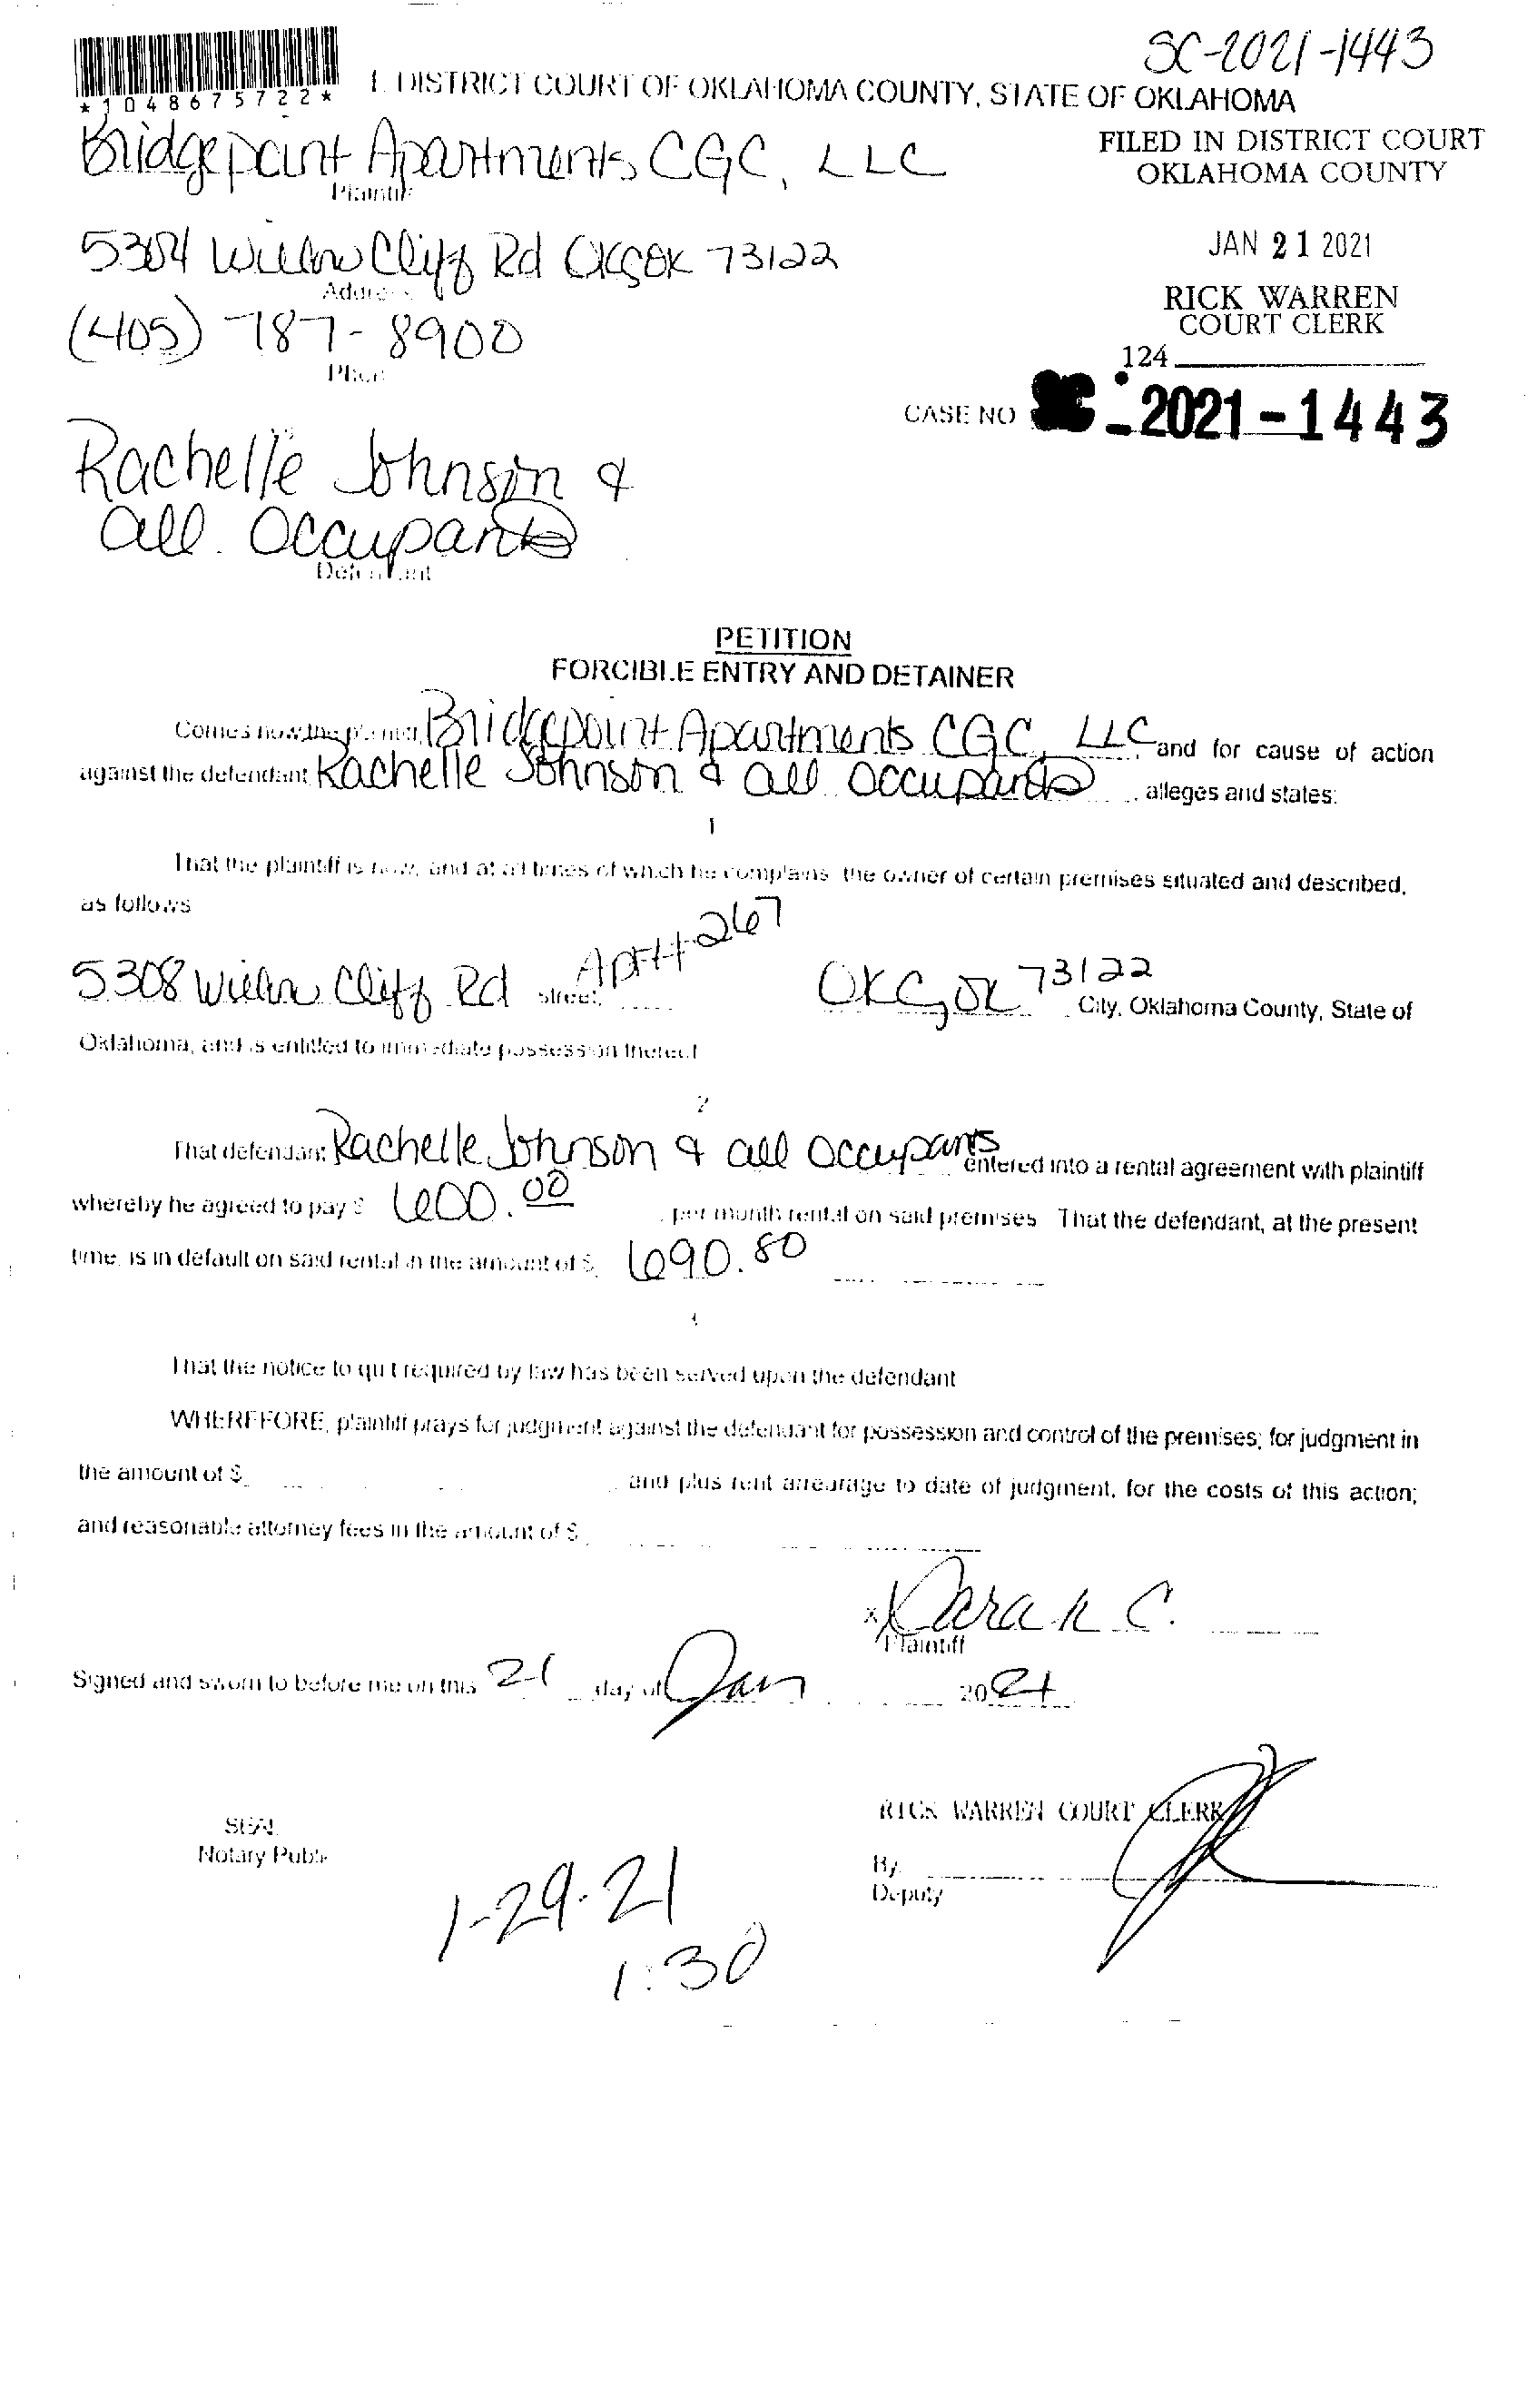 SC-2021-1443
DISTRICT COURT OF OKLAHOMA COUNTY, STATE OF OKLAHOMA
*1048675722*
Bridgepoint Apartments CGC, LLC
Plaintiff
FILED IN DISTRICT COURT
OKLAHOMA COUNTY
5304 Willow Cliff Rd OKC OK 73122
Address
JAN 21 2021
(405) 787-8900
Phone
RICK WARREN
COURT CLERK
124
CASE NO SC-2021-1443
Rachelle Johnson &
all Occupants
Defendant
PETITION
FORCIBLE ENTRY AND DETAINER
Comes now the plaintiff Bridgepoint Apartments CGC, LLC and for cause of action
against the defendant Rachelle Johnson & all Occupants, alleges and states:
1
That the plaintiff is now, and at all times of which he complains, the owner of certain premises situated and described,
as follows
5308 Willow Cliff Rd Street, Apt# 267 OKC, OK 73122 City, Oklahoma County, State of
Oklahoma, and is entitled to immediate possession thereof
2
That defendant Rachelle Johnson & all Occupants entered into a rental agreement with plaintiff
whereby he agreed to pay $ 600.00 per month rental on said premises That the defendant, at the present
time, is in default on said rental in the amount of $ 690.80
That the notice to quit required by law has been served upon the defendant
WHEREFORE, plaintiff prays for judgment against the defendant for possession and control of the premises; for judgment in
the amount of $ and plus rent arrearage to date of judgment, for the costs of this action;
and reasonable attorney fees in the amount of $
x Kara C.
Plaintiff
Signed and sworn to before me on this 21 day of Jan 2021
RICK WARREN COURT CLERK
SEAL
Notary Public
By
Deputy
1-29-21
1:30